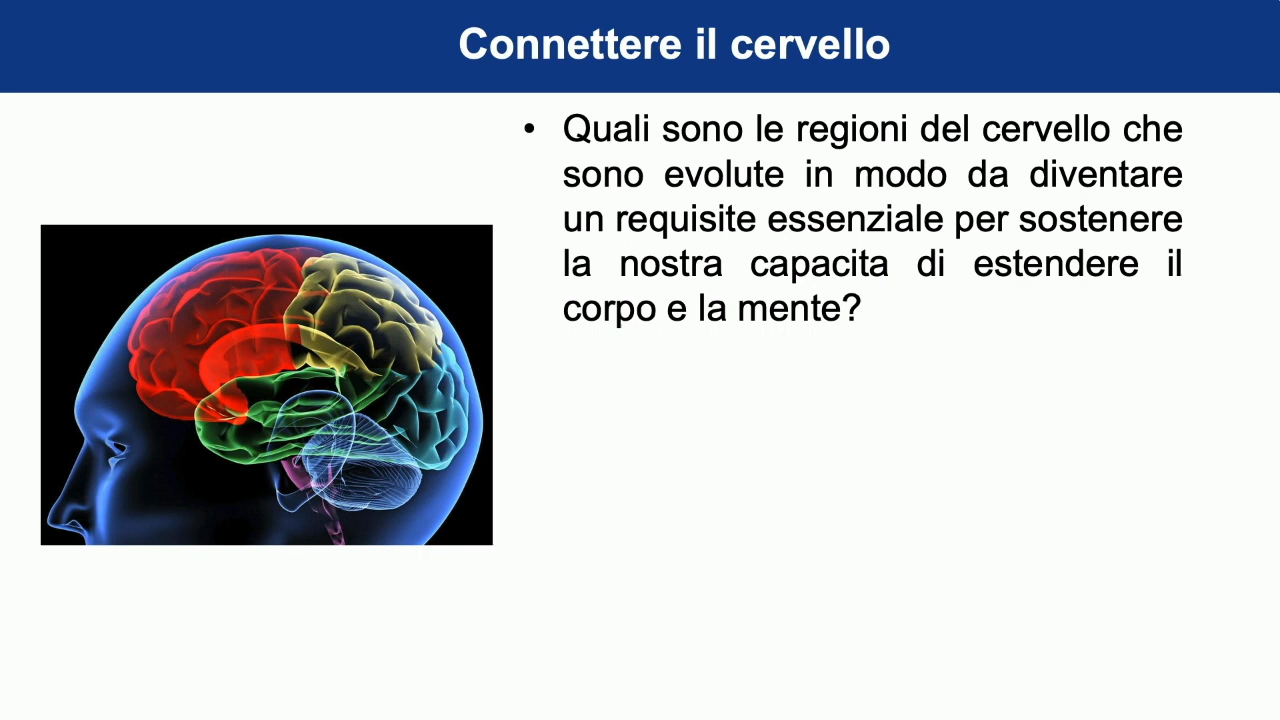 Connettere il cervello
• Quali sono le regioni del cervello che
sono evolute in modo da diventare
un requisite essenziale per sostenere
la nostra capacita di estendere il
corpo e la mente?